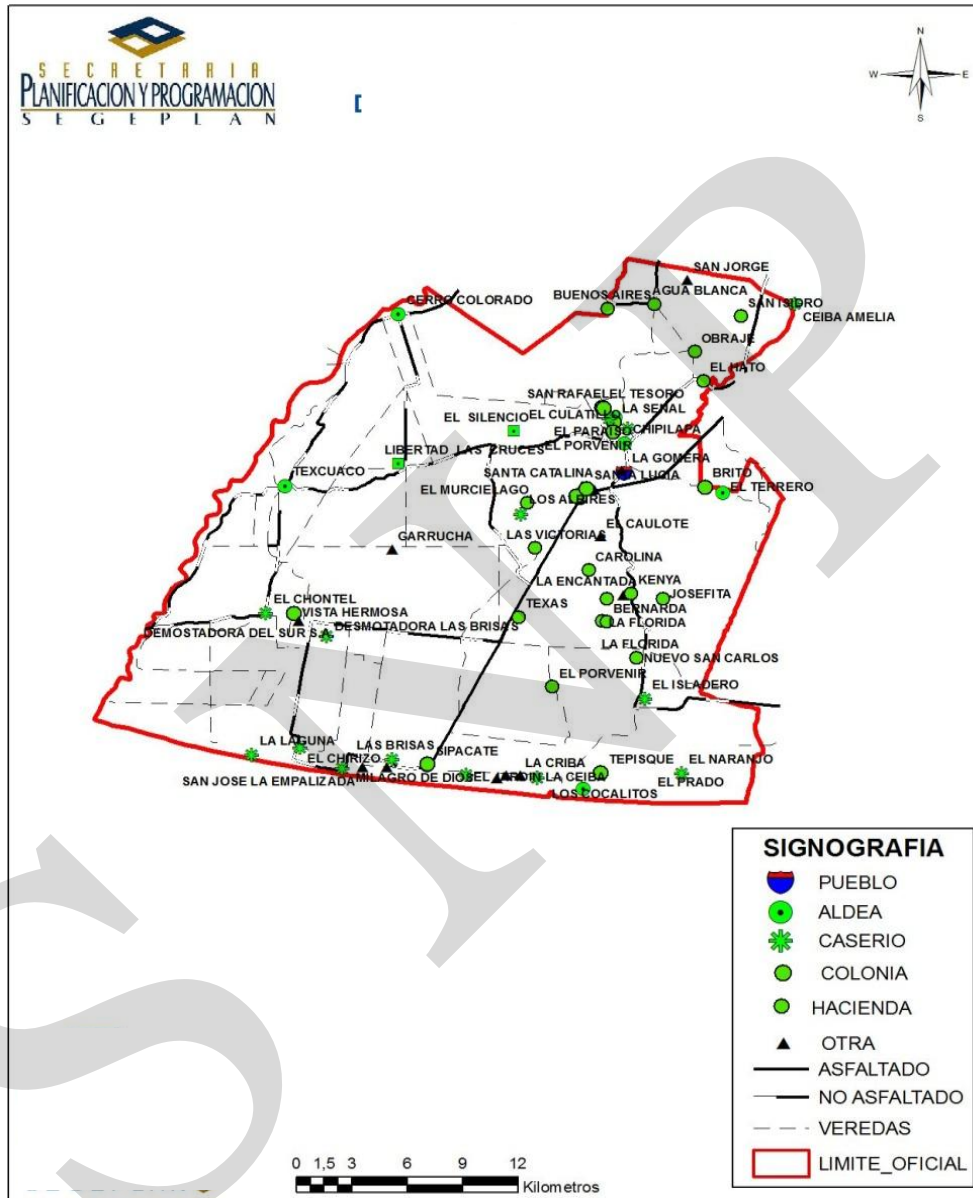 SECRETARIA
PLANIFICACION Y PROGRAMACION
SEGEPLAN
[
N
W E
S
SAN JORGE
BUENOS AIRES
AGUA BLANCA
SAN ISIDRO
CEIBA AMELIA
CERRO COLORADO
OBRAJE
EL HATO
SAN RAFAEL
EL TESORO
EL CULATILLO
LA SEÑAL
EL SILENCIO
EL PARAISO
CHIPILAPA
EL PORVENIR
LIBERTAD LAS CRUCES
LA GOMERA
TEXCUACO
SANTA CATALINA
SANTA LUCIA
BRITO
EL TERRERO
EL MURCIELAGO
LOS ALBIRES
EL CAULOTE
GARRUCHA
LAS VICTORIAS
CAROLINA
LA ENCANTADA
KENYA
JOSEFITA
EL CHONTEL
TEXAS
BERNARDA
VISTA HERMOSA
LA FLORIDA
DEMOSTADORA DEL SUR S.A.
DESMOTADORA LAS BRISAS
LA FLORIDA
NUEVO SAN CARLOS
EL PORVENIR
EL ISLADERO
LA LAGUNA
LAS BRISAS
SIPACATE
EL CHIRIZO
LA CRIBA
TEPISQUE
EL NARANJO
SAN JOSE LA EMPALIZADA
MILAGRO DE DIOS
EL JARDIN
LA CEIBA
EL PRADO
LOS COCALITOS
SIGNOGRAFIA
PUEBLO
ALDEA
CASERIO
COLONIA
HACIENDA
OTRA
ASFALTADO
NO ASFALTADO
VEREDAS
LIMITE_OFICIAL
0 1,5 3 6 9 12
Kilometros